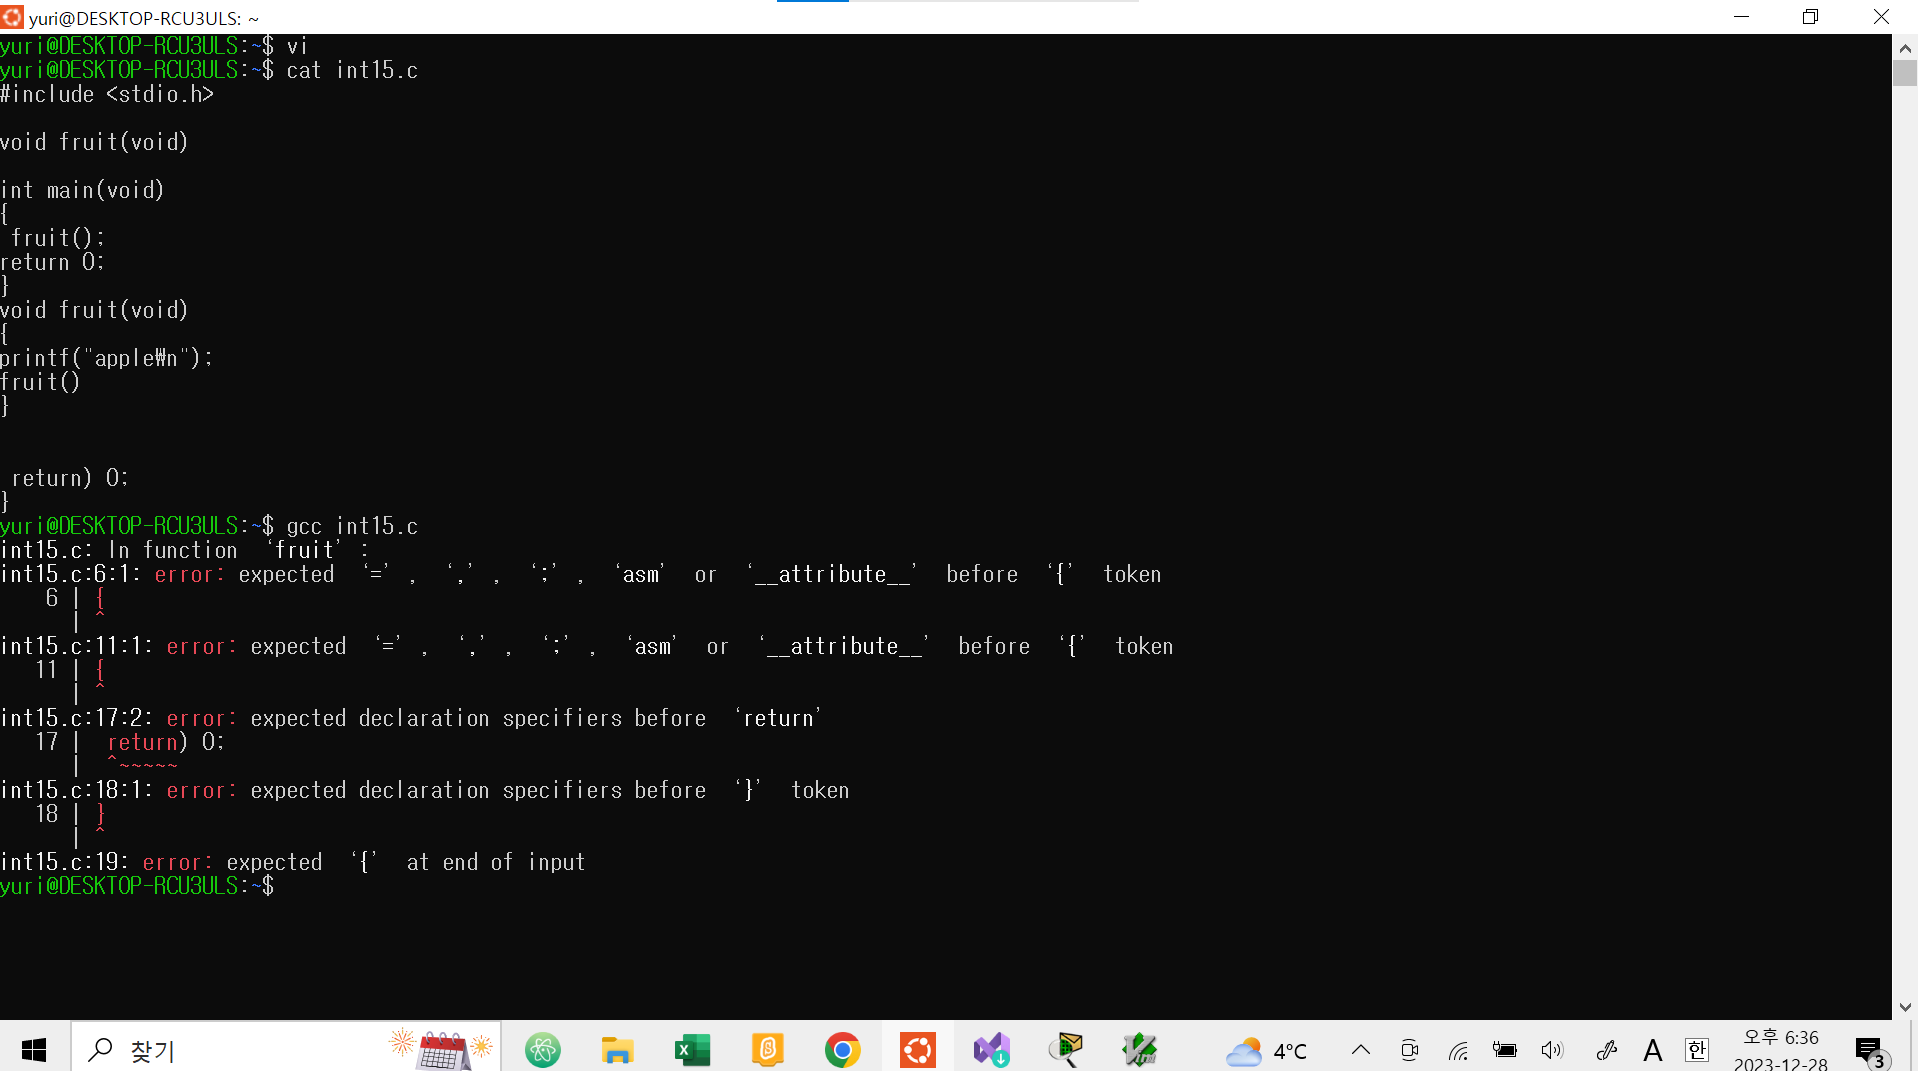 yuri@DESKTOP-RCU3ULS: ~
yuri@DESKTOP-RCU3ULS:~$ vi
yuri@DESKTOP-RCU3ULS:~$ cat int15.c
#include <stdio.h>
void fruit(void)
int main(void)
{
fruit();
return 0;
}
void fruit(void)
{
printf("apple₩n");
fruit()
}
return) 0;
}
yuri@DESKTOP-RCU3ULS:~$ gcc int15.c
int15.c: In function ‘fruit’ :
int15.c:6:1: error: expected ‘=’ , ‘,’ , ‘;’ , ‘asm’ or ‘__attribute__’ before ‘{’ token
6 | {
| ^
int15.c:11:1: error: expected ‘=’ , ‘,’ , ‘;’ , ‘asm’ or ‘__attribute__’ before ‘{’ token
11 | {
| ^
int15.c:17:2: error: expected declaration specifiers before ‘return’
17 | return) 0;
| ^~~~~~
int15.c:18:1: error: expected declaration specifiers before ‘}’ token
18 | }
| ^
int15.c:19: error: expected ‘{’ at end of input
yuri@DESKTOP-RCU3ULS:~$
찾기
4°C
A
한
오후 6:36
2023-12-28
3